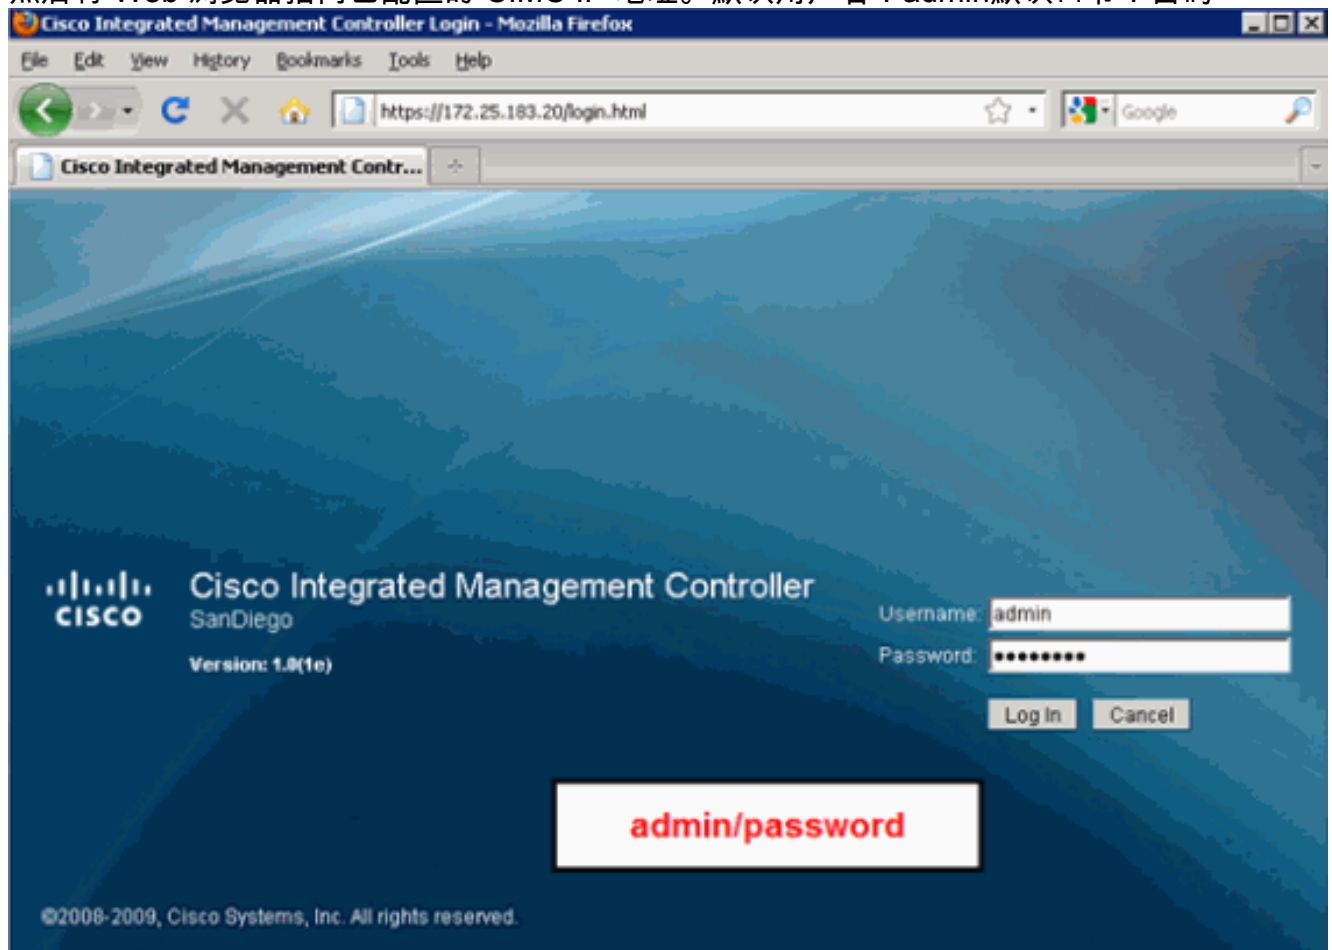 Cisco Integrated Management Controller Login - Mozilla Firefox
File Edit View History Bookmarks Tools Help
https://172.25.183.20/login.html
Google
Cisco Integrated Management Contr...
CISCO
Cisco Integrated Management Controller
SanDiego
Version: 1.0(1e)
Username: admin
Password: ••••••••
Log In Cancel
admin/password
©2008-2009, Cisco Systems, Inc. All rights reserved.